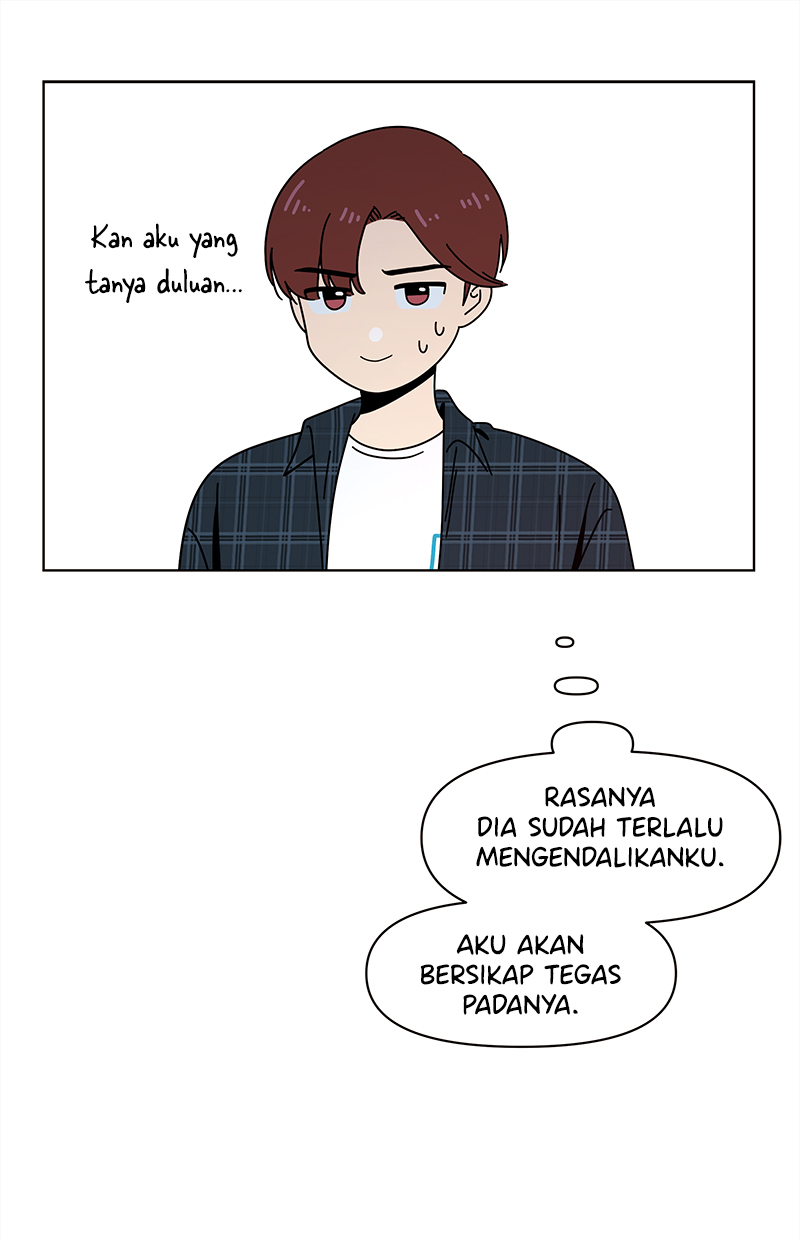 Kan aku yang
tanya duluan...
RASANYA
DIA SUDAH TERLALU
MENGENDALIKANKU.
AKU AKAN
BERSIKAP TEGAS
PADANYA.